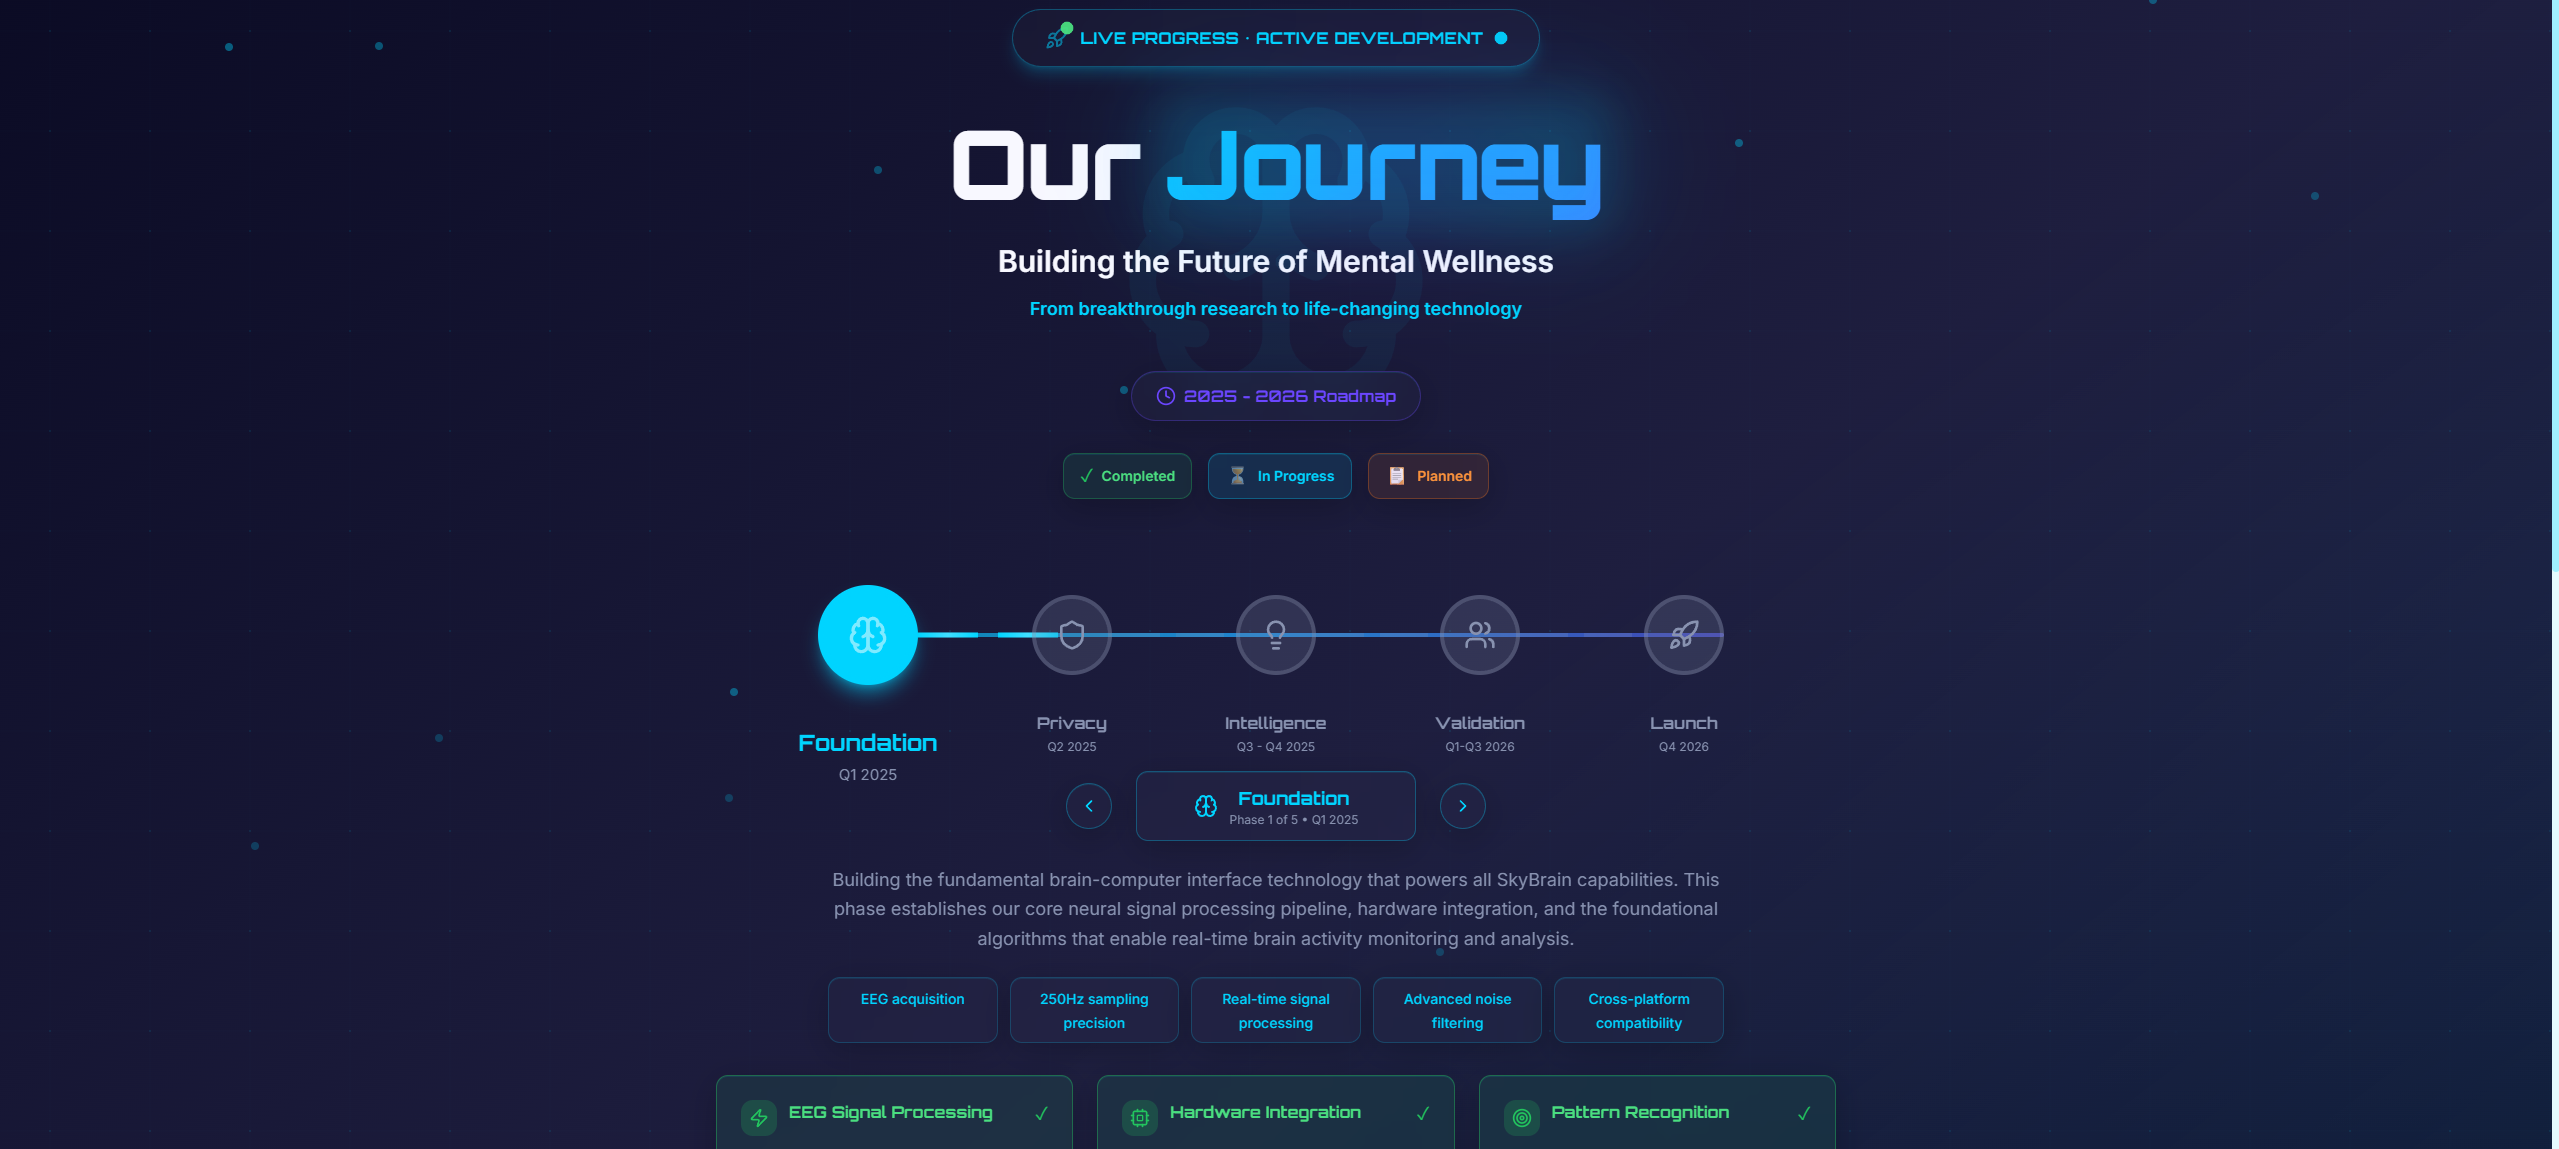 LIVE PROGRESS · ACTIVE DEVELOPMENT
Our Journey
Building the Future of Mental Wellness
From breakthrough research to life-changing technology
2025 - 2026 Roadmap
✓ Completed
In Progress
Planned
Foundation
Q1 2025
Privacy
Q2 2025
Intelligence
Q3 - Q4 2025
Validation
Q1-Q3 2026
Launch
Q4 2026
Foundation
Phase 1 of 5 • Q1 2025
Building the fundamental brain-computer interface technology that powers all SkyBrain capabilities. This
phase establishes our core neural signal processing pipeline, hardware integration, and the foundational
algorithms that enable real-time brain activity monitoring and analysis.
EEG acquisition
250Hz sampling
precision
Real-time signal
processing
Advanced noise
filtering
Cross-platform
compatibility
EEG Signal Processing ✓
Hardware Integration ✓
Pattern Recognition ✓